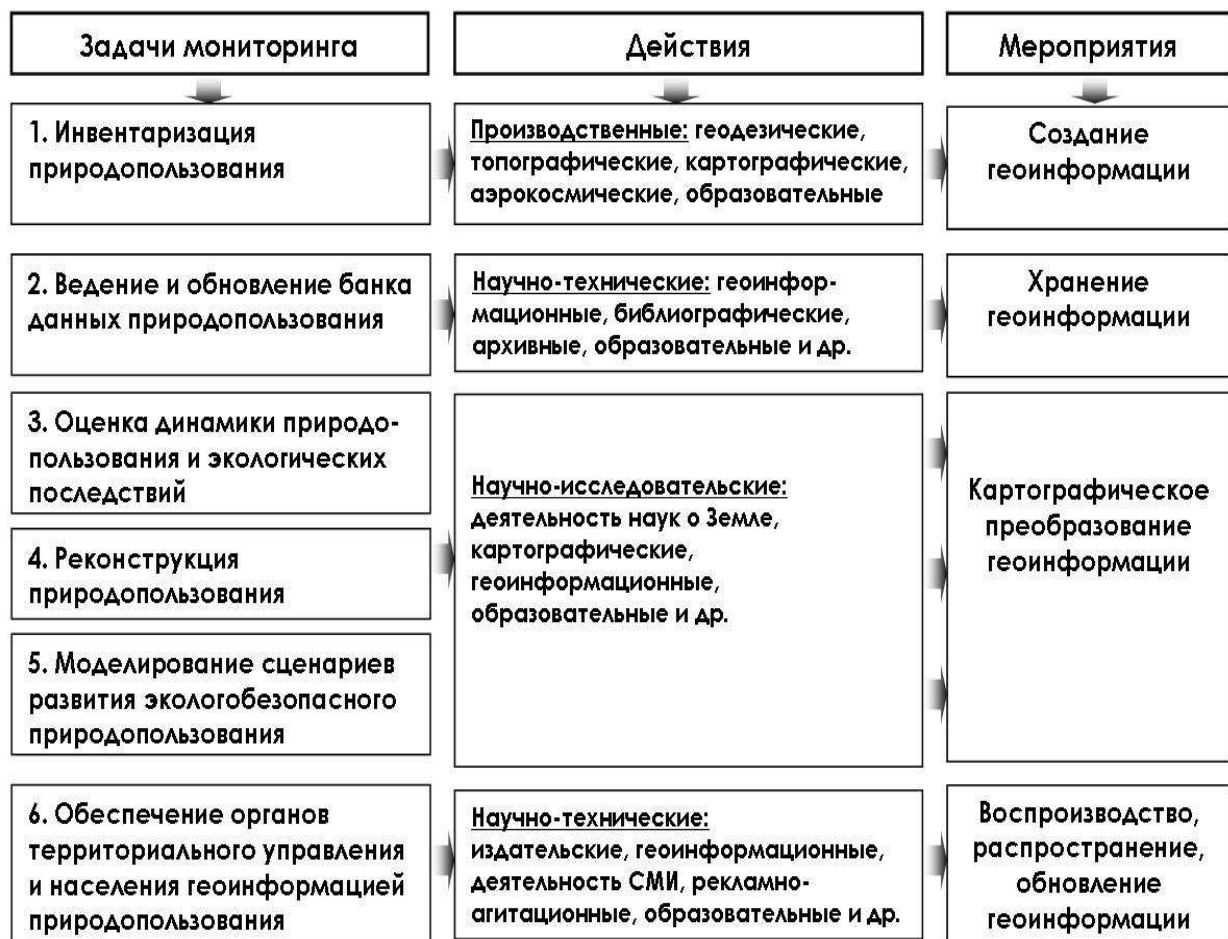 Задачи мониторинга
Действия
Мероприятия
1. Инвентаризация
природопользования
Производственные: геодезические,
топографические, картографические,
аэрокосмические, образовательные
Создание
геоинформации
2. Ведение и обновление банка
данных природопользования
Научно-технические: геоинфор-
мационные, библиографические,
архивные, образовательные и др.
Хранение
геоинформации
3. Оценка динамики природо-
пользования и экологических
последствий
4. Реконструкция
природопользования
5. Моделирование сценариев
развития экологобезопасного
природопользования
Научно-исследовательские:
деятельность наук о Земле,
картографические,
геоинформационные,
образовательные и др.
Картографическое
преобразование
геоинформации
6. Обеспечение органов
территориального управления
и населения геоинформацией
природопользования
Научно-технические:
издательские, геоинформационные,
деятельность СМИ, рекламно-
агитационные, образовательные и др.
Воспроизводство,
распространение,
обновление
геоинформации